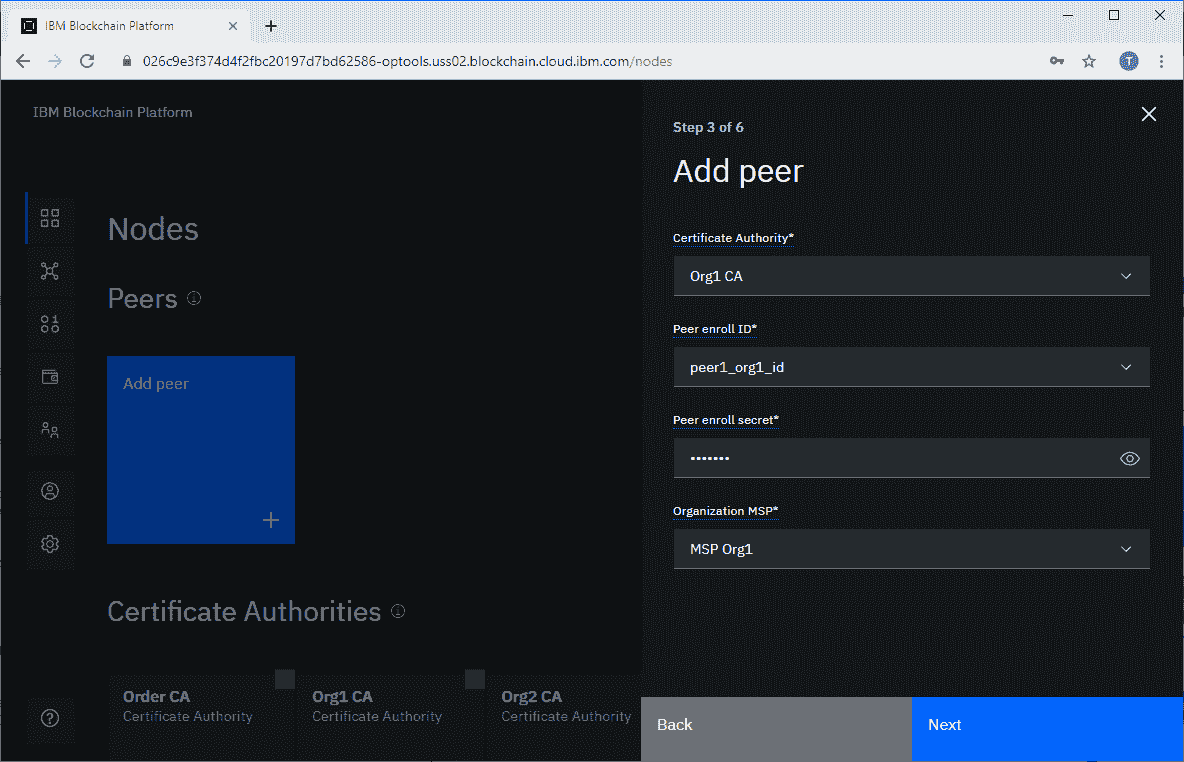 IBM Blockchain Platform
026c9e3f374d4f2fbc20197d7bd62586-optools.uss02.blockchain.cloud.ibm.com/nodes
T
IBM Blockchain Platform
Nodes
Peers
Add peer
Certificate Authorities
Order CA
Certificate Authority
Org1 CA
Certificate Authority
Org2 CA
Certificate Authority
Step 3 of 6
Add peer
Certificate Authority*
Org1 CA
Peer enroll ID*
peer1_org1_id
Peer enroll secret*
•••••••
Organization MSP*
MSP Org1
Back
Next